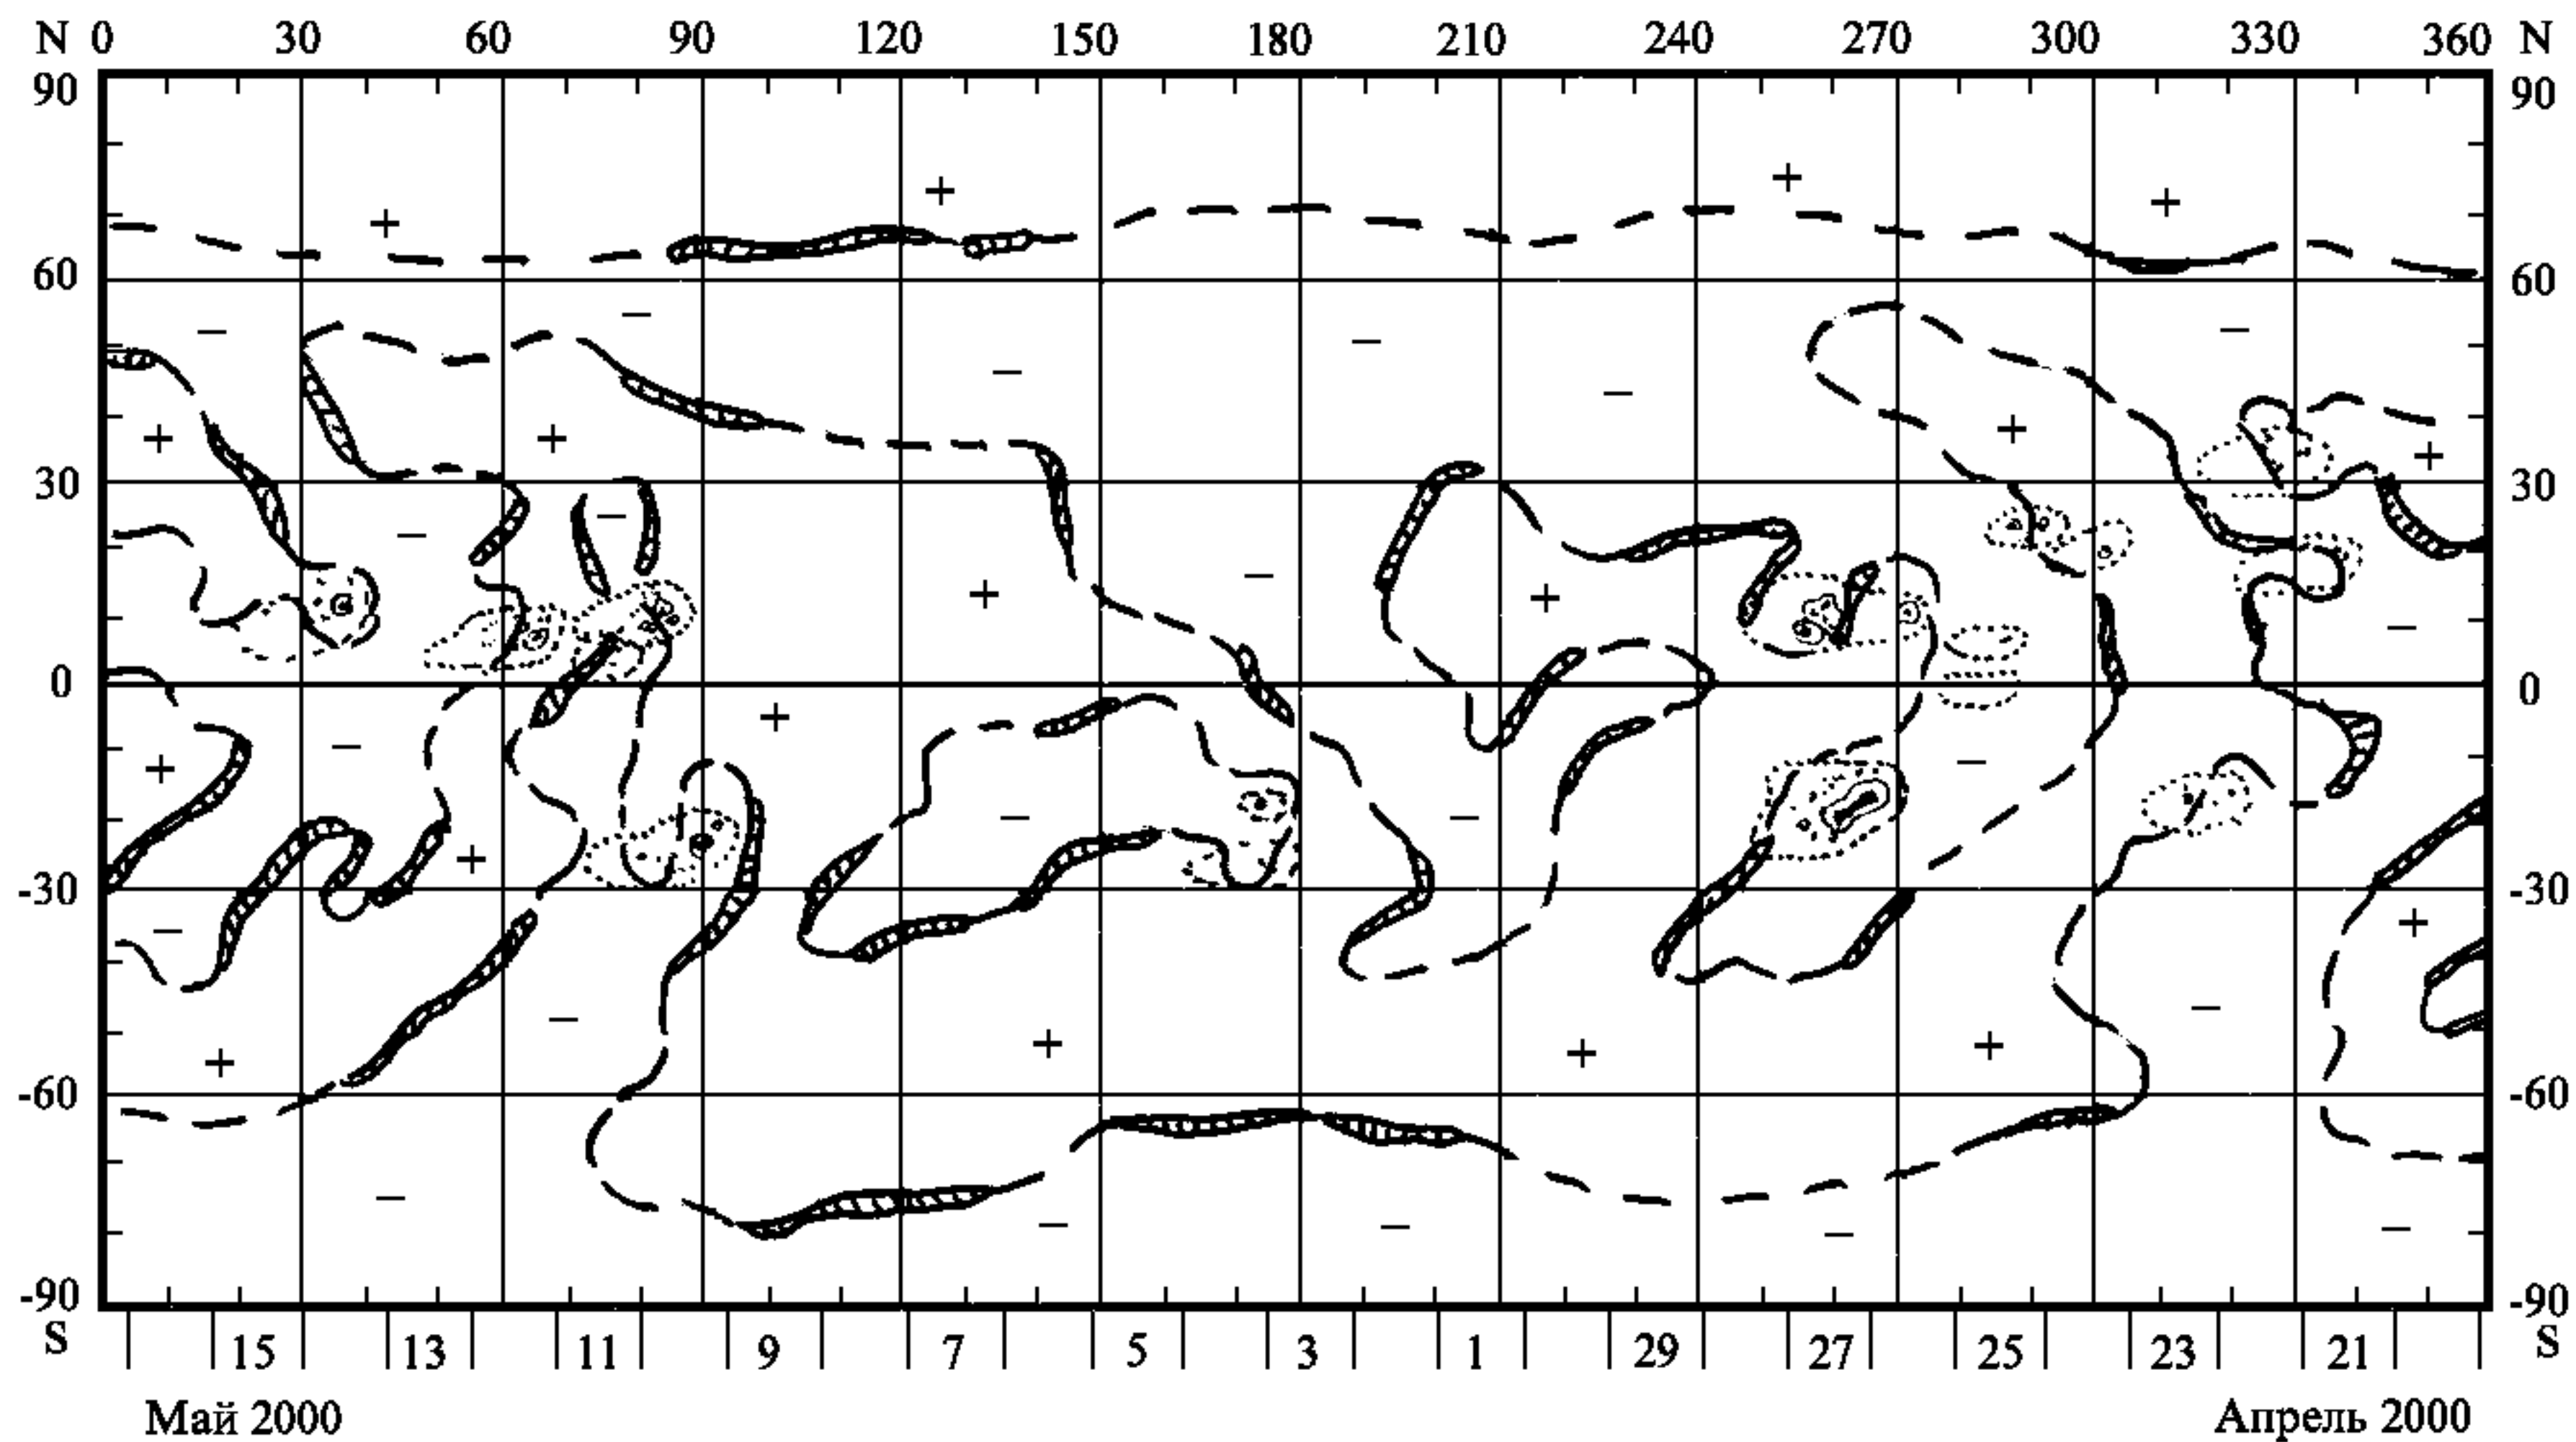 N 0 30 60 90 120 150 180 210 240 270 300 330 360 N
90 90
+ + + +
60 60
− − − −
− −
+ + + +
30 30
− −
− + + −
0 0
+
+ − −
− −
+
-30 -30
− +
− −
+ + + +
-60 -60
− − − − −
-90 -90
S 15 13 11 9 7 5 3 1 29 27 25 23 21 S
Май 2000 Апрель 2000